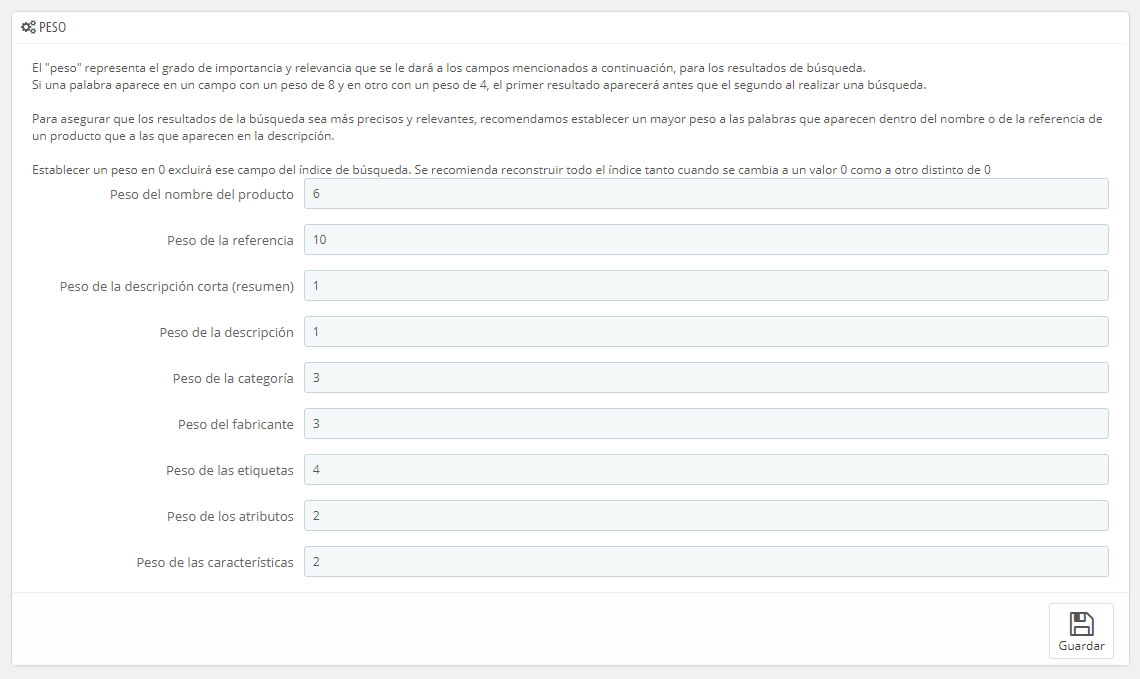 PESO
El "peso" representa el grado de importancia y relevancia que se le dará a los campos mencionados a continuación, para los resultados de búsqueda.
Si una palabra aparece en un campo con un peso de 8 y en otro con un peso de 4, el primer resultado aparecerá antes que el segundo al realizar una búsqueda.
Para asegurar que los resultados de la búsqueda sea más precisos y relevantes, recomendamos establecer un mayor peso a las palabras que aparecen dentro del nombre o de la referencia de
un producto que a las que aparecen en la descripción.
Establecer un peso en 0 excluirá ese campo del índice de búsqueda. Se recomienda reconstruir todo el índice tanto cuando se cambia a un valor 0 como a otro distinto de 0
Peso del nombre del producto 6
Peso de la referencia 10
Peso de la descripción corta (resumen) 1
Peso de la descripción 1
Peso de la categoría 3
Peso del fabricante 3
Peso de las etiquetas 4
Peso de los atributos 2
Peso de las características 2
Guardar